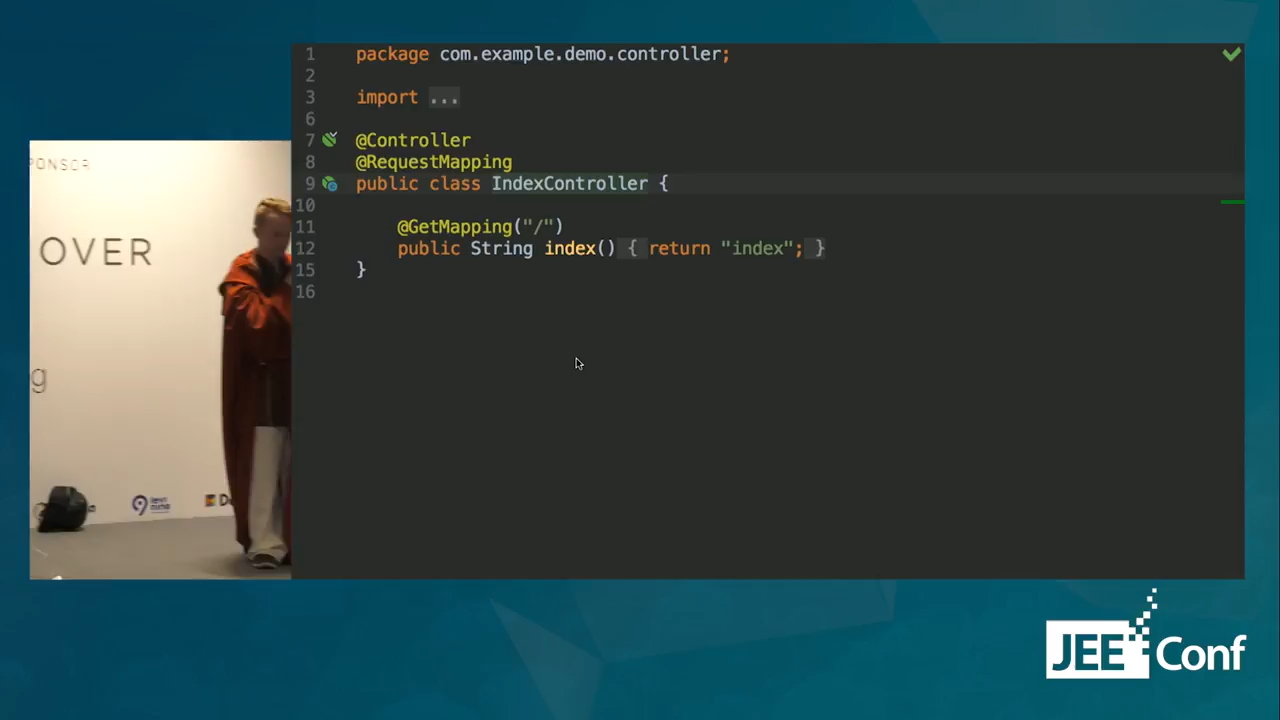 PONSOR
OVER
g
1 package com.example.demo.controller;
2
3 import ...
6
7 @Controller
8 @RequestMapping
9 public class IndexController {
10
11 @GetMapping("/")
12 public String index() { return "index"; }
15 }
16
JEE Conf